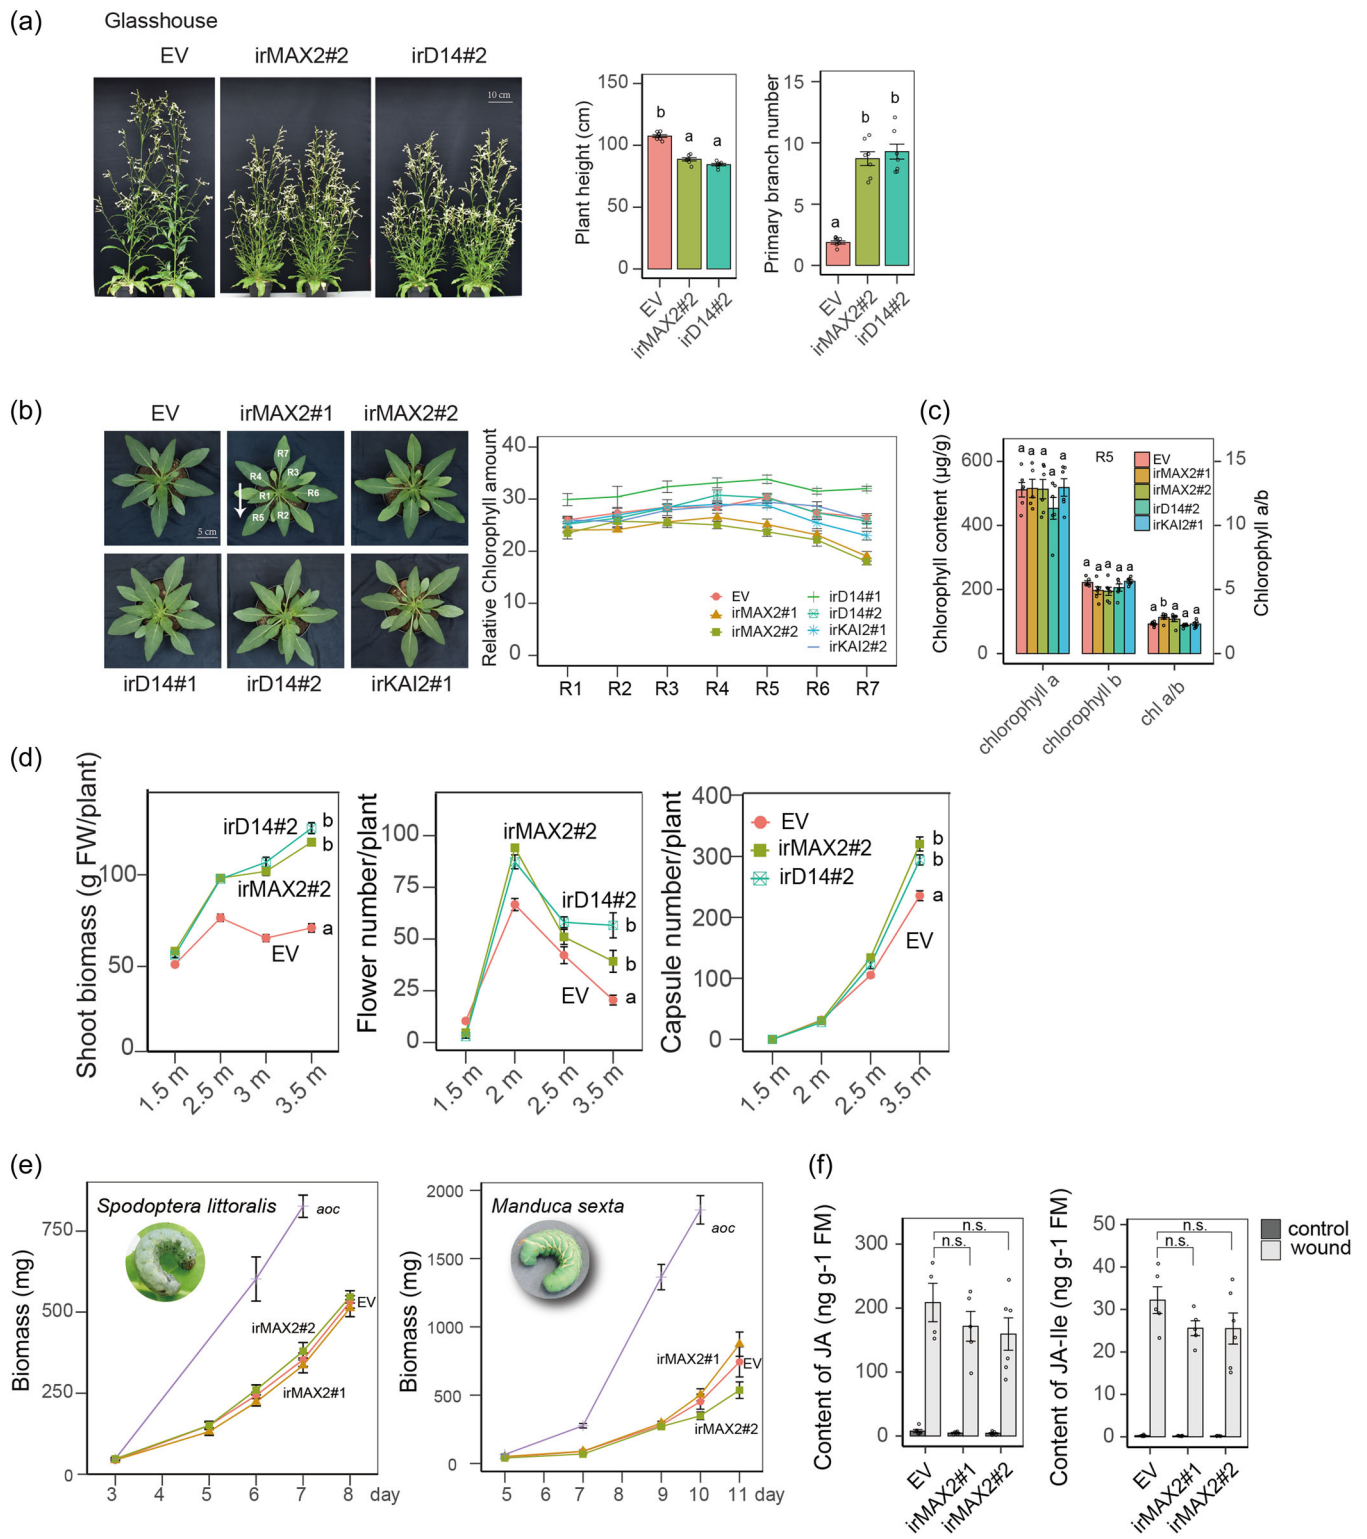 (a)
Glasshouse
EV irMAX2#2 irD14#2
10 cm
Plant height (cm)
150
100
50
0
b a a
EV irMAX2#2 irD14#2
Primary branch number
15
10
5
0
a b b
EV irMAX2#2 irD14#2
(b)
EV irMAX2#1 irMAX2#2
R7
R4 R3
R1 R6
R5 R2
5 cm
irD14#1 irD14#2 irKAI2#1
Relative Chlorophyll amount
40
30
20
10
0
EV
irMAX2#1
irMAX2#2
irD14#1
irD14#2
irKAI2#1
irKAI2#2
R1 R2 R3 R4 R5 R6 R7
(c)
Chlorophyll content (µg/g)
600
400
200
0
a a a a a
a a a a a
a b a a a
R5
EV
irMAX2#1
irMAX2#2
irD14#2
irKAI2#1
15
10
5
0
Chlorophyll a/b
chlorophyll a chlorophyll b chl a/b
(d)
Shoot biomass (g FW/plant)
100
50
0
irD14#2 b
b
irMAX2#2
a
EV
1.5 m 2.5 m 3 m 3.5 m
Flower number/plant
100
75
50
25
0
irMAX2#2
irD14#2
b
b
EV a
1.5 m 2 m 2.5 m 3.5 m
Capsule number/plant
400
300
200
100
0
EV
irMAX2#2
irD14#2
b
b
a
EV
1.5 m 2 m 2.5 m 3.5 m
(e)
Biomass (mg)
750
500
250
0
Spodoptera littoralis
aoc
EV
irMAX2#2
irMAX2#1
3 4 5 6 7 8 day
Biomass (mg)
2000
1500
1000
500
0
Manduca sexta
aoc
irMAX2#1
EV
irMAX2#2
5 6 7 8 9 10 11 day
(f)
Content of JA (ng g-1 FM)
300
200
100
0
n.s.
n.s.
EV irMAX2#1 irMAX2#2
Content of JA-Ile (ng g-1 FM)
50
40
30
20
10
0
n.s.
n.s.
EV irMAX2#1 irMAX2#2
control
wound